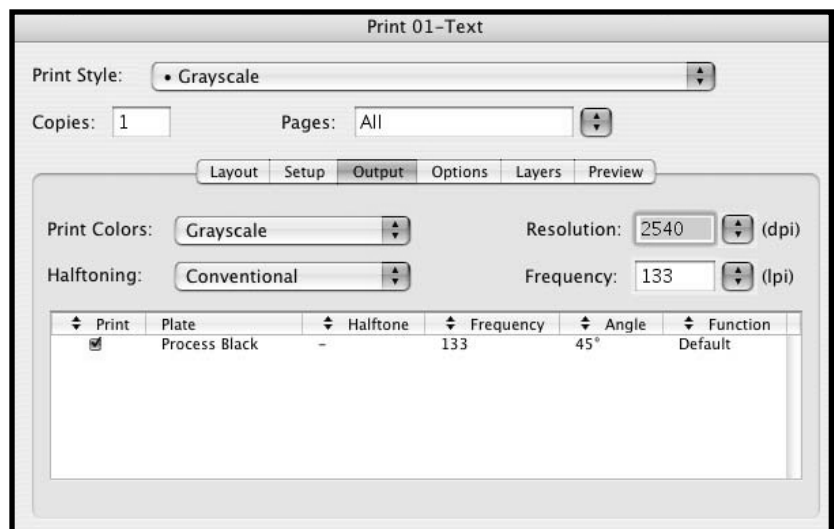 Print 01-Text
Print Style: • Grayscale
Copies: 1 Pages: All
Layout Setup Output Options Layers Preview
Print Colors: Grayscale Resolution: 2540 (dpi)
Halftoning: Conventional Frequency: 133 (lpi)
Print Plate Halftone Frequency Angle Function
Process Black - 133 45° Default